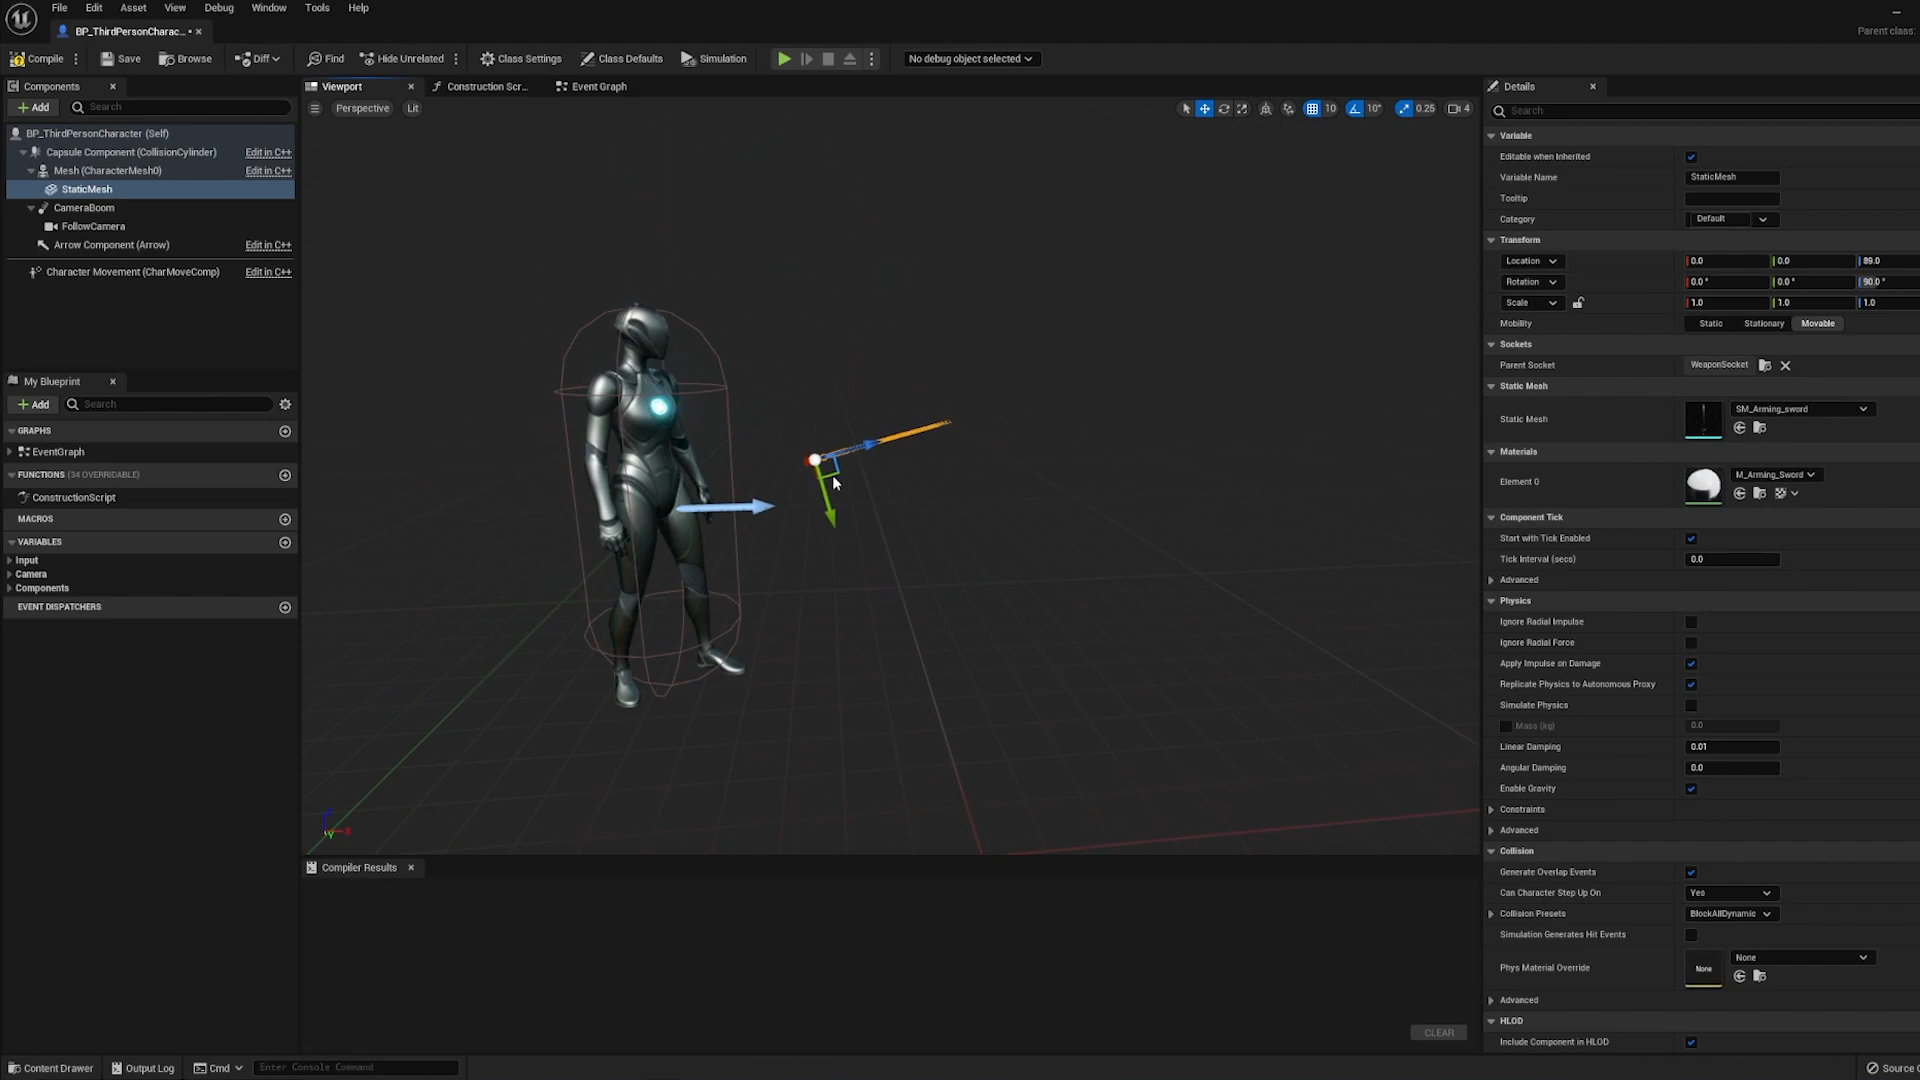 File Edit Asset View Debug Window Tools Help
BP_ThirdPersonCharac... •
Parent class:
Compile Save Browse Diff Find Hide Unrelated Class Settings Class Defaults Simulation No debug object selected
Components
Add Search
BP_ThirdPersonCharacter (Self)
Capsule Component (CollisionCylinder) Edit in C++
Mesh (CharacterMesh0) Edit in C++
StaticMesh
CameraBoom
FollowCamera
Arrow Component (Arrow) Edit in C++
Character Movement (CharMoveComp) Edit in C++
My Blueprint
Add Search
GRAPHS
EventGraph
FUNCTIONS (34 OVERRIDABLE)
ConstructionScript
MACROS
VARIABLES
Input
Camera
Components
EVENT DISPATCHERS
Viewport Construction Scr... Event Graph
Perspective Lit
10 10° 0.25 4
X
Y
Compiler Results
CLEAR
Details
Search
Variable
Editable when Inherited
Variable Name StaticMesh
Tooltip
Category Default
Transform
Location 0.0 0.0 89.0
Rotation 0.0° 0.0° 90.0°
Scale 1.0 1.0 1.0
Mobility Static Stationary Movable
Sockets
Parent Socket WeaponSocket
Static Mesh
Static Mesh SM_Arming_sword
Materials
Element 0 M_Arming_Sword
Component Tick
Start with Tick Enabled
Tick Interval (secs) 0.0
Advanced
Physics
Ignore Radial Impulse
Ignore Radial Force
Apply Impulse on Damage
Replicate Physics to Autonomous Proxy
Simulate Physics
Mass (kg) 0.0
Linear Damping 0.01
Angular Damping 0.0
Enable Gravity
Constraints
Advanced
Collision
Generate Overlap Events
Can Character Step Up On Yes
Collision Presets BlockAllDynamic
Simulation Generates Hit Events
Phys Material Override None None
Advanced
HLOD
Include Component in HLOD
Content Drawer Output Log Cmd Enter Console Command
Source C